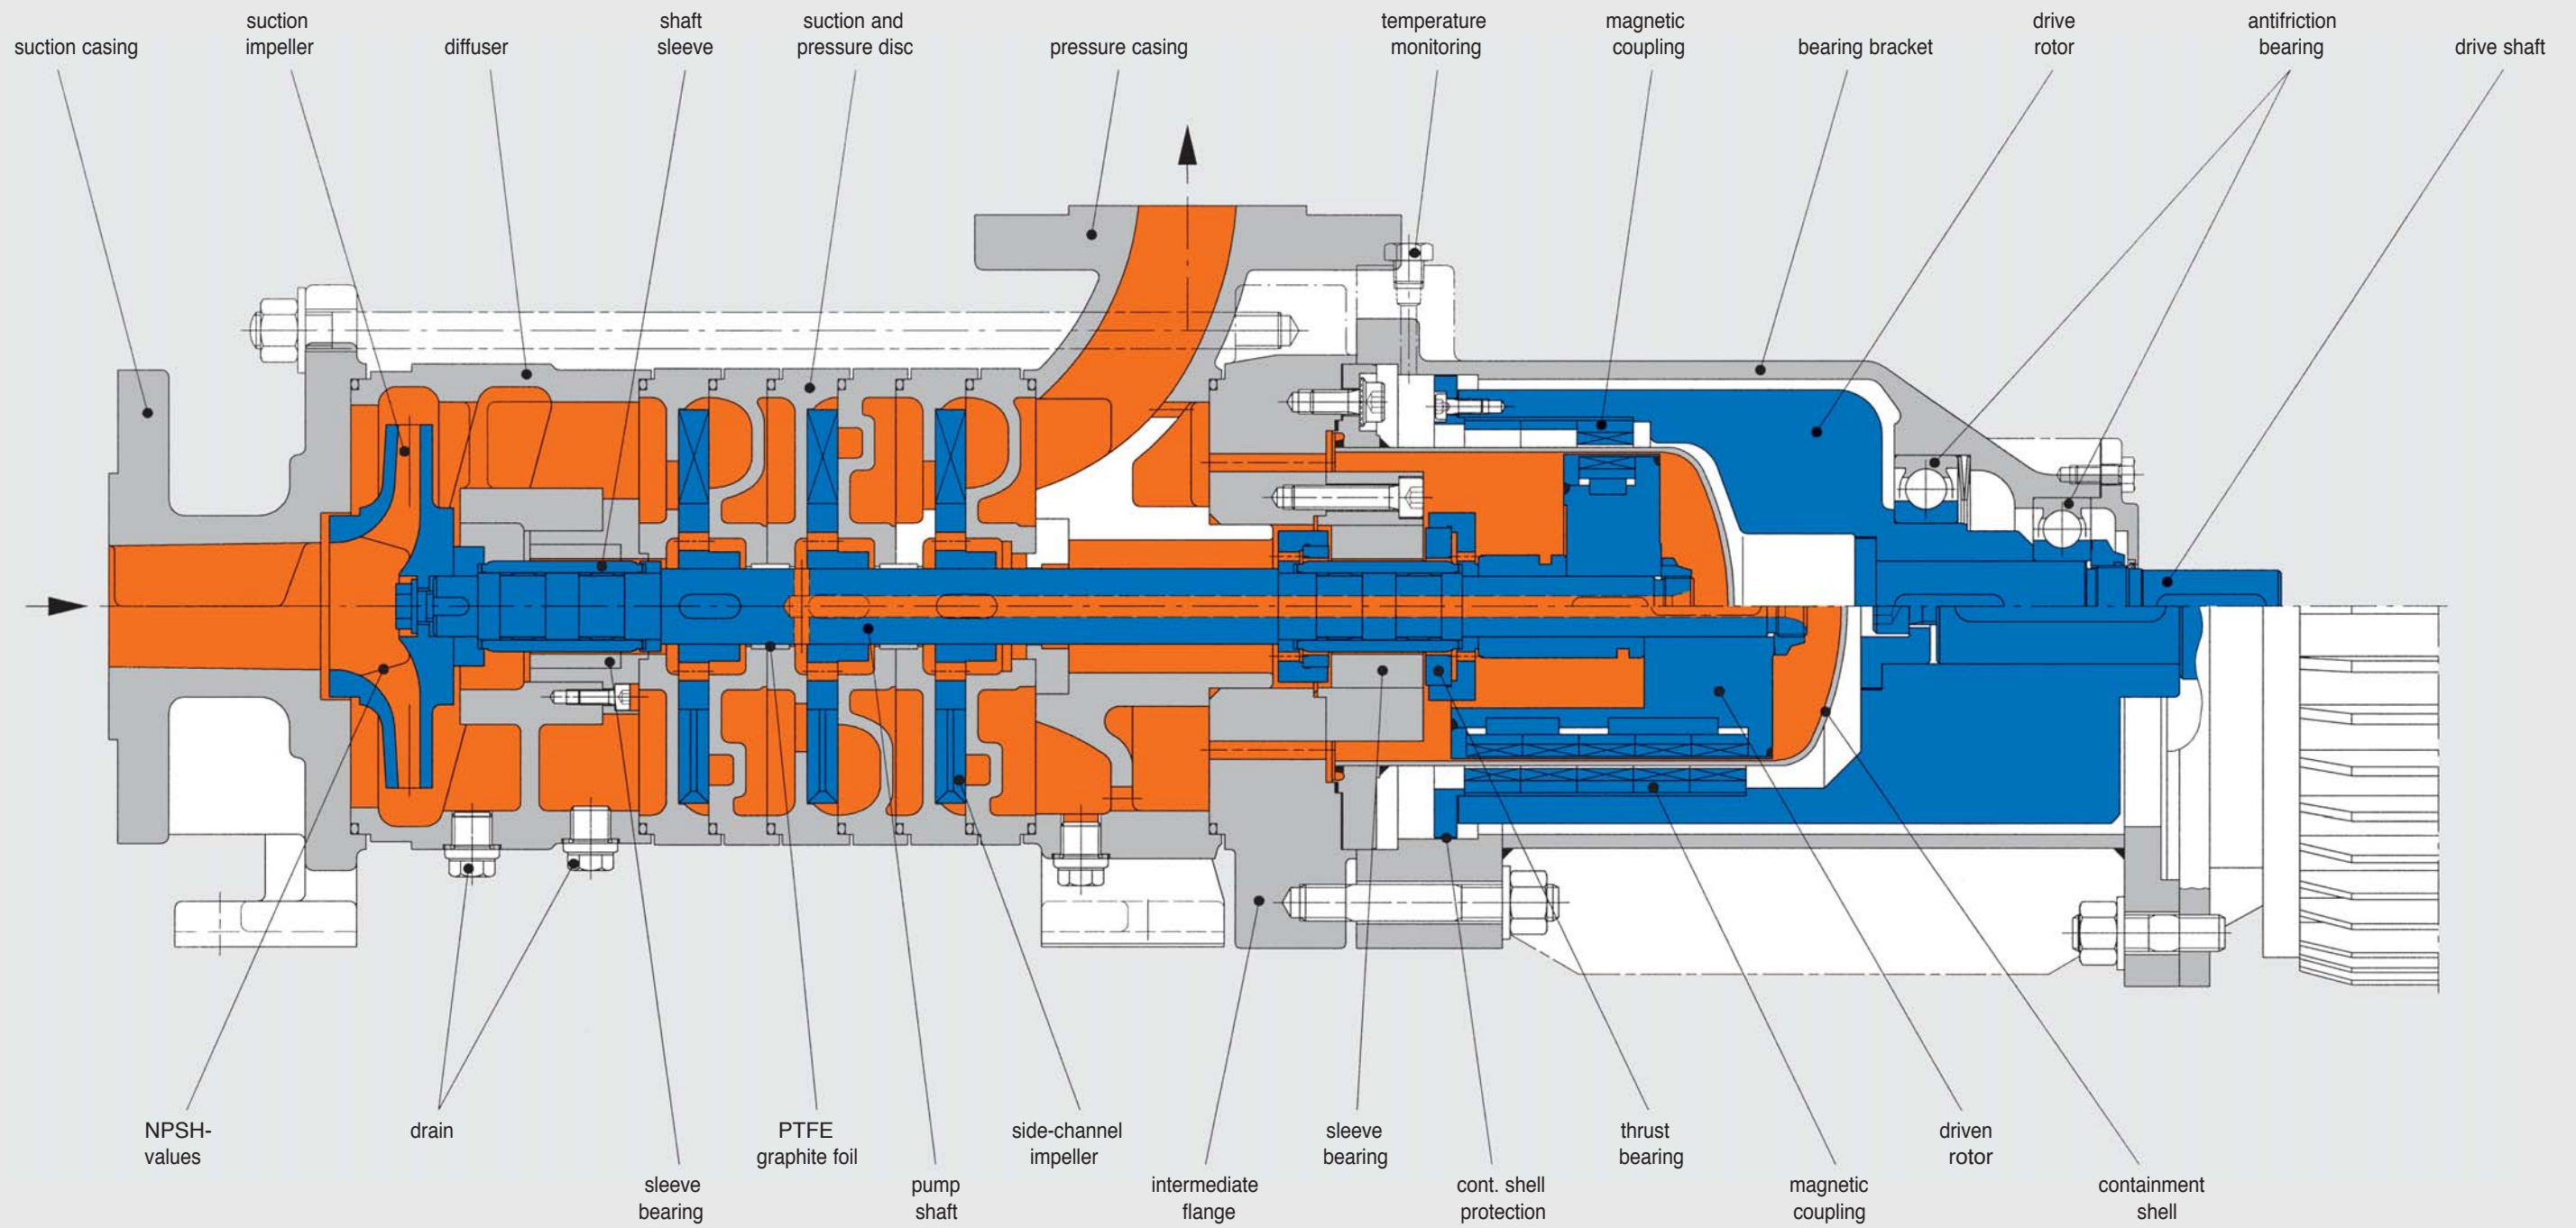 suction casing
suction
impeller
diffuser
shaft
sleeve
suction and
pressure disc
pressure casing
temperature
monitoring
magnetic
coupling
bearing bracket
drive
rotor
antifriction
bearing
drive shaft
NPSH-
values
drain
sleeve
bearing
PTFE
graphite foil
pump
shaft
side-channel
impeller
intermediate
flange
sleeve
bearing
cont. shell
protection
thrust
bearing
magnetic
coupling
driven
rotor
containment
shell